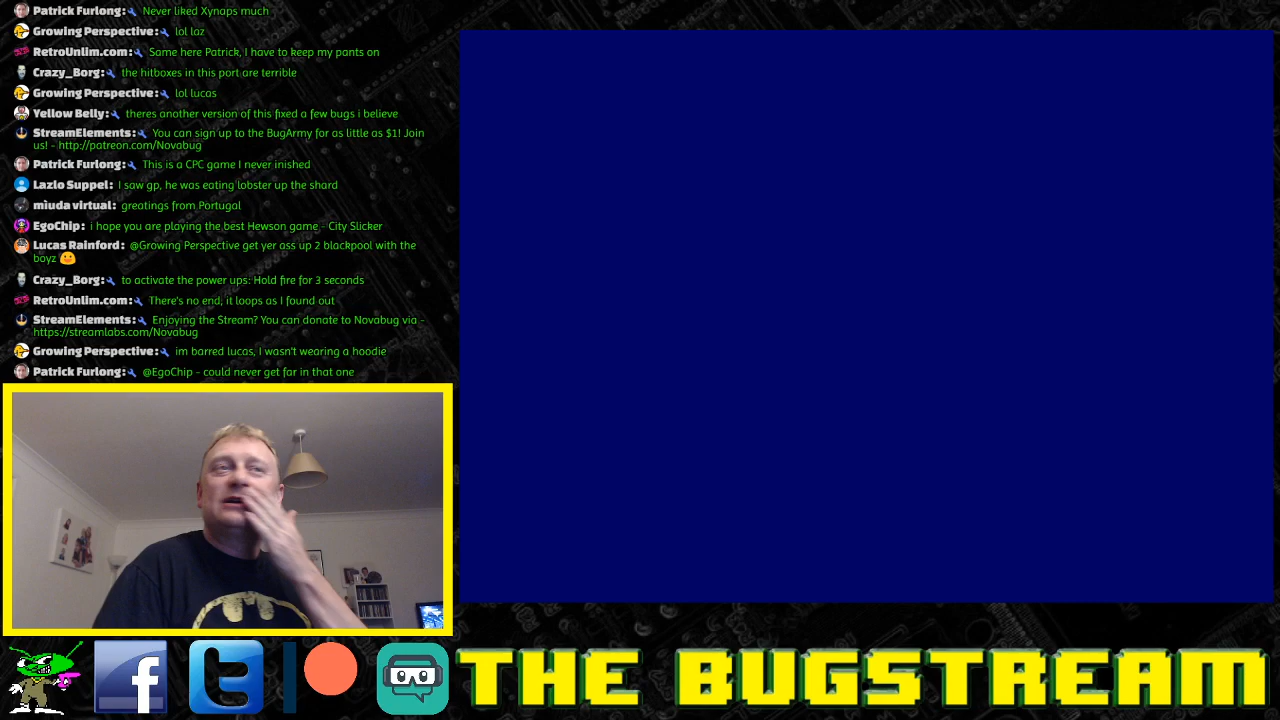 Patrick Furlong: Never liked Xynaps much
Growing Perspective: lol laz
RetroUnlim.com: Same here Patrick, I have to keep my pants on
Crazy_Borg: the hitboxes in this port are terrible
Growing Perspective: lol lucas
Yellow Belly: theres another version of this fixed a few bugs i believe
StreamElements: You can sign up to the BugArmy for as little as $1! Join
us! - http://patreon.com/Novabug
Patrick Furlong: This is a CPC game I never inished
Lazlo Suppel: I saw gp, he was eating lobster up the shard
miuda virtual: greatings from Portugal
EgoChip: i hope you are playing the best Hewson game - City Slicker
Lucas Rainford: @Growing Perspective get yer ass up 2 blackpool with the
boyz
Crazy_Borg: to activate the power ups: Hold fire for 3 seconds
RetroUnlim.com: There's no end, it loops as I found out
StreamElements: Enjoying the Stream? You can donate to Novabug via -
https://streamlabs.com/Novabug
Growing Perspective: im barred lucas, I wasn't wearing a hoodie
Patrick Furlong: @EgoChip - could never get far in that one
THE BUGSTREAM